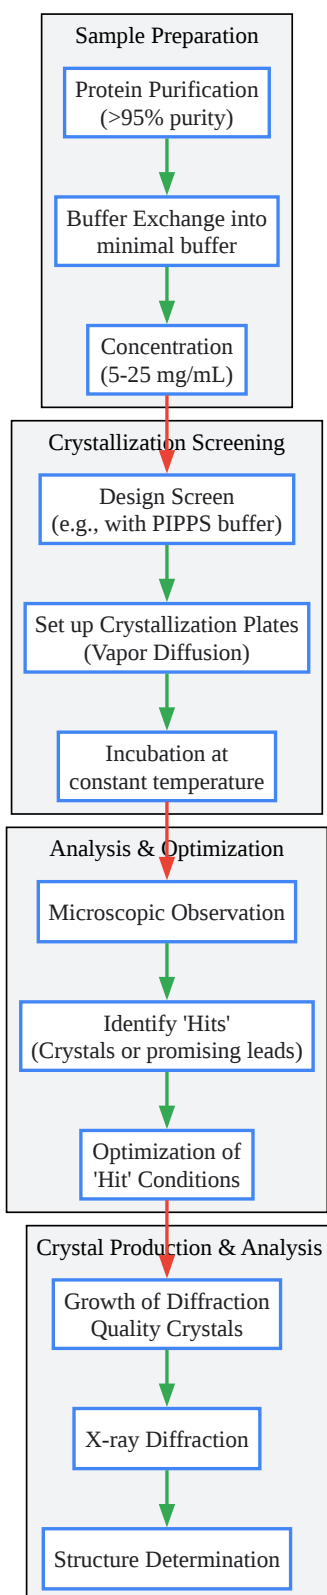 Sample Preparation
Protein Purification
(>95% purity)
Buffer Exchange into
minimal buffer
Concentration
(5-25 mg/mL)
Crystallization Screening
Design Screen
(e.g., with PIPPS buffer)
Set up Crystallization Plates
(Vapor Diffusion)
Incubation at
constant temperature
Analysis & Optimization
Microscopic Observation
Identify 'Hits'
(Crystals or promising leads)
Optimization of
'Hit' Conditions
Crystal Production & Analysis
Growth of Diffraction
Quality Crystals
X-ray Diffraction
Structure Determination